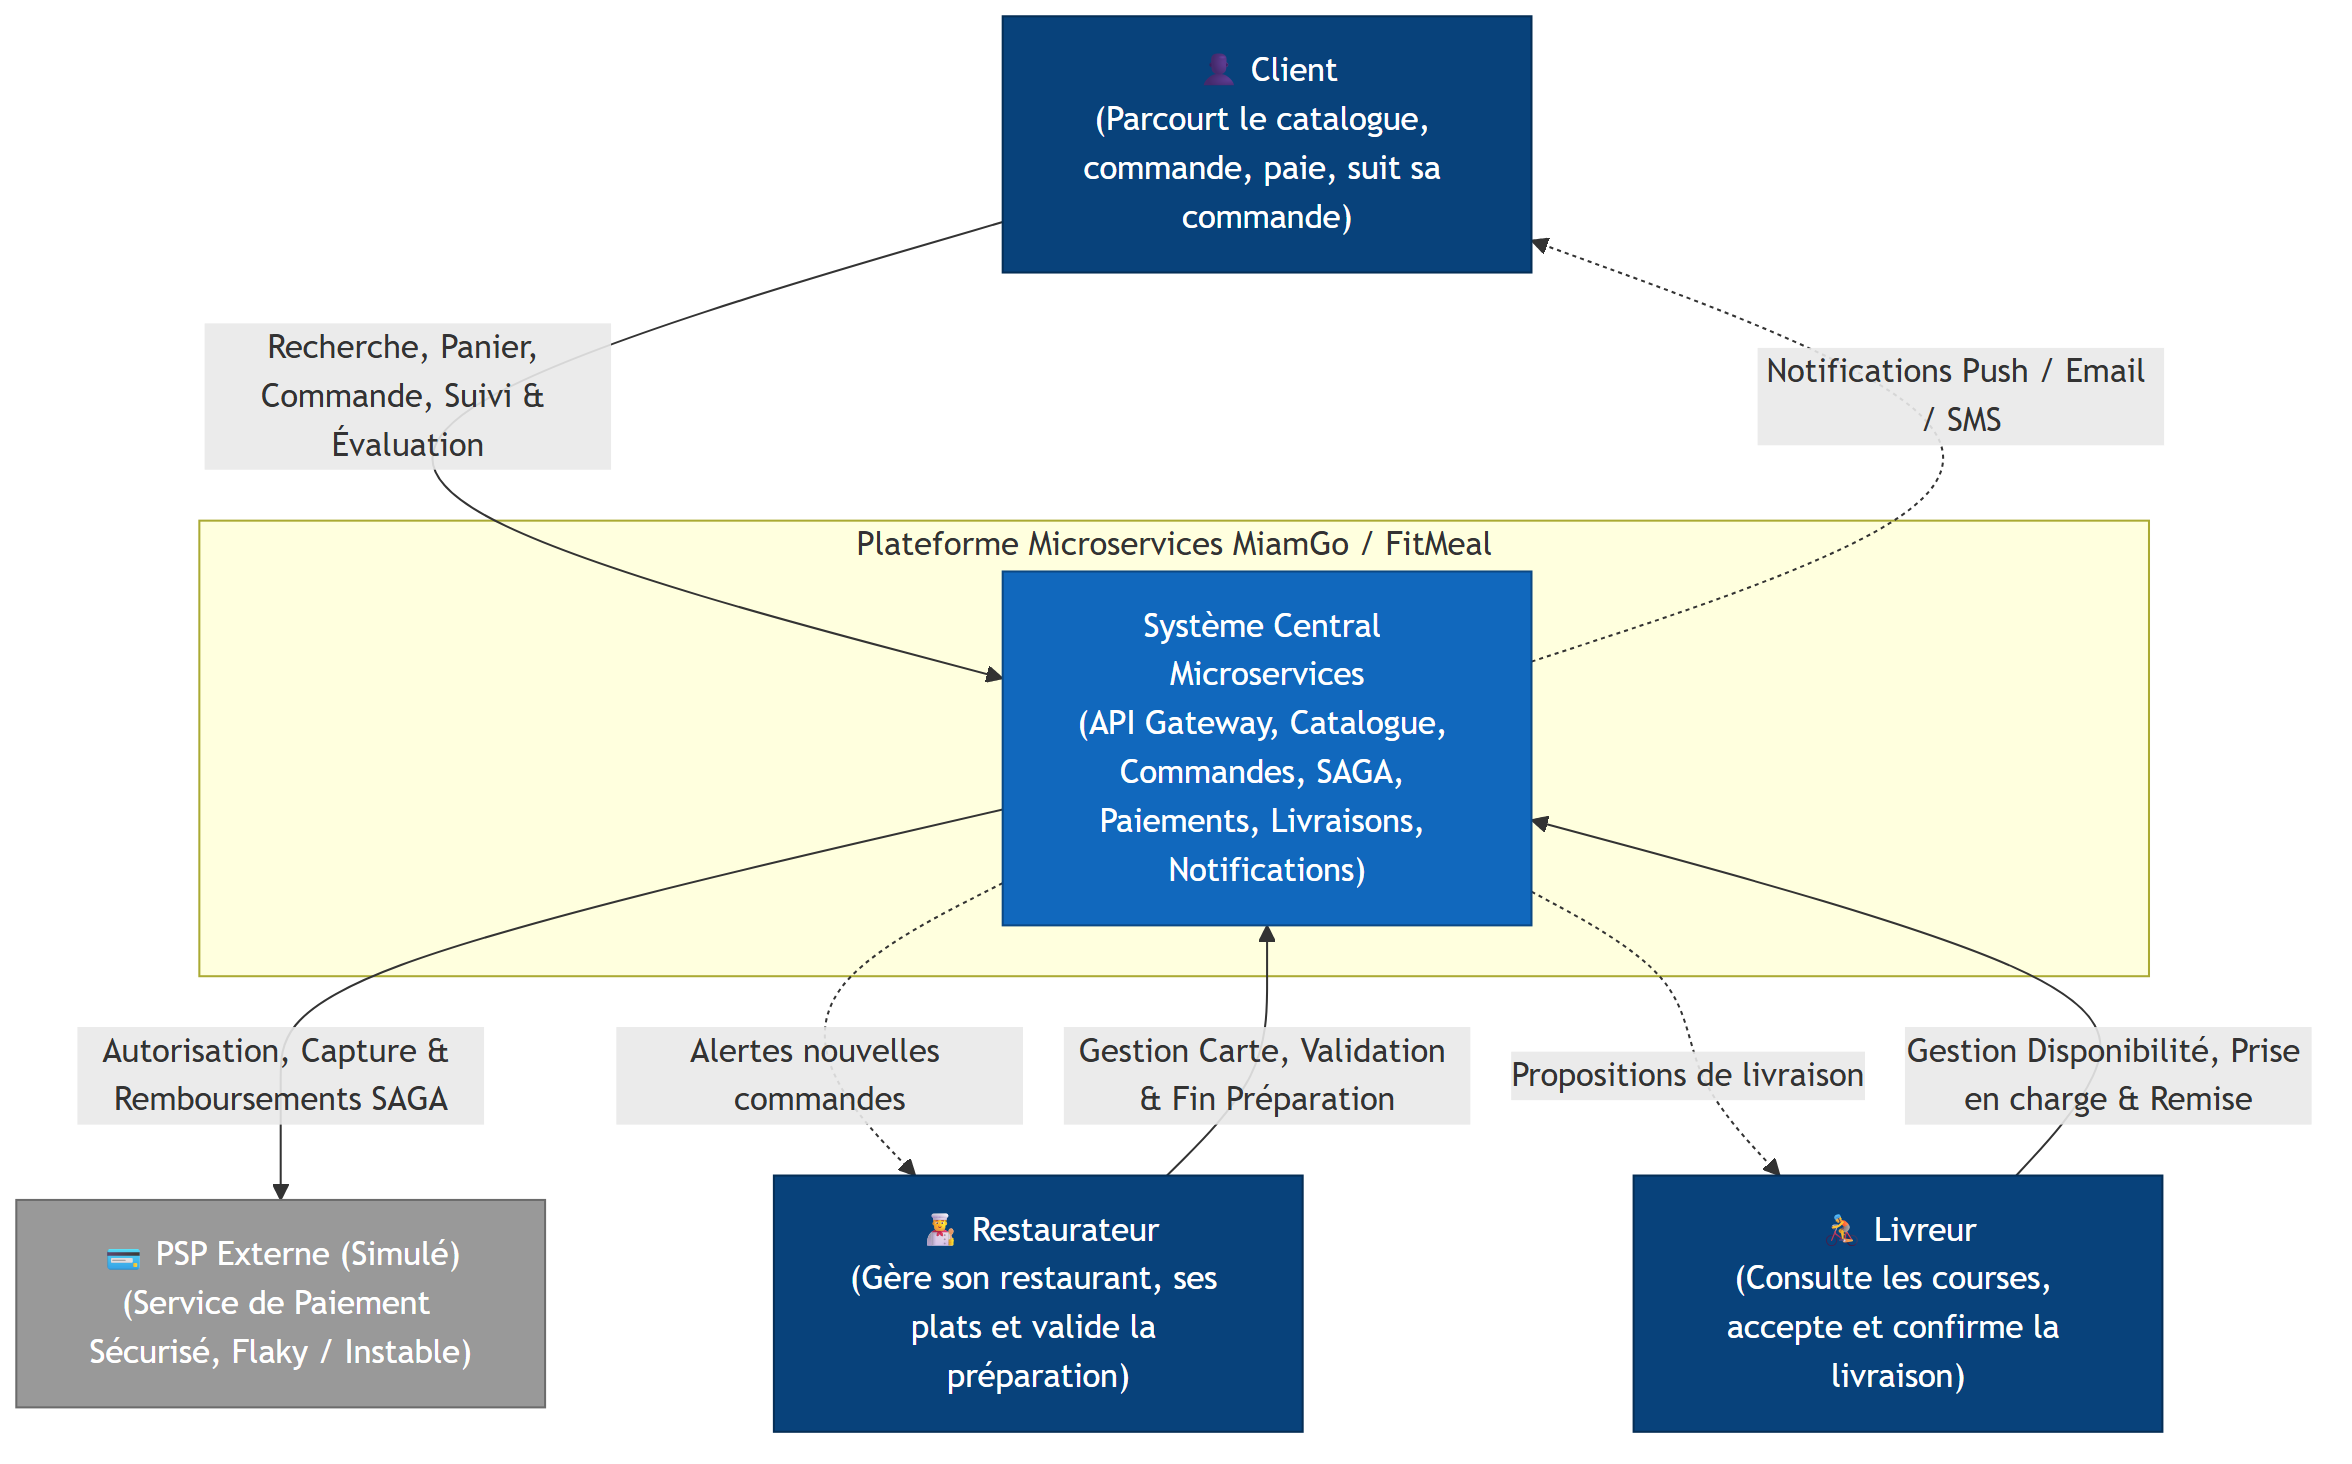 Client
(Parcourt le catalogue,
commande, paie, suit sa
commande)
Recherche, Panier,
Commande, Suivi &
Évaluation
Notifications Push / Email
/ SMS
Plateforme Microservices MiamGo / FitMeal
Système Central
Microservices
(API Gateway, Catalogue,
Commandes, SAGA,
Paiements, Livraisons,
Notifications)
Autorisation, Capture &
Remboursements SAGA
Alertes nouvelles
commandes
Gestion Carte, Validation
& Fin Préparation
Propositions de livraison
Gestion Disponibilité, Prise
en charge & Remise
PSP Externe (Simulé)
(Service de Paiement
Sécurisé, Flaky / Instable)
Restaurateur
(Gère son restaurant, ses
plats et valide la
préparation)
Livreur
(Consulte les courses,
accepte et confirme la
livraison)